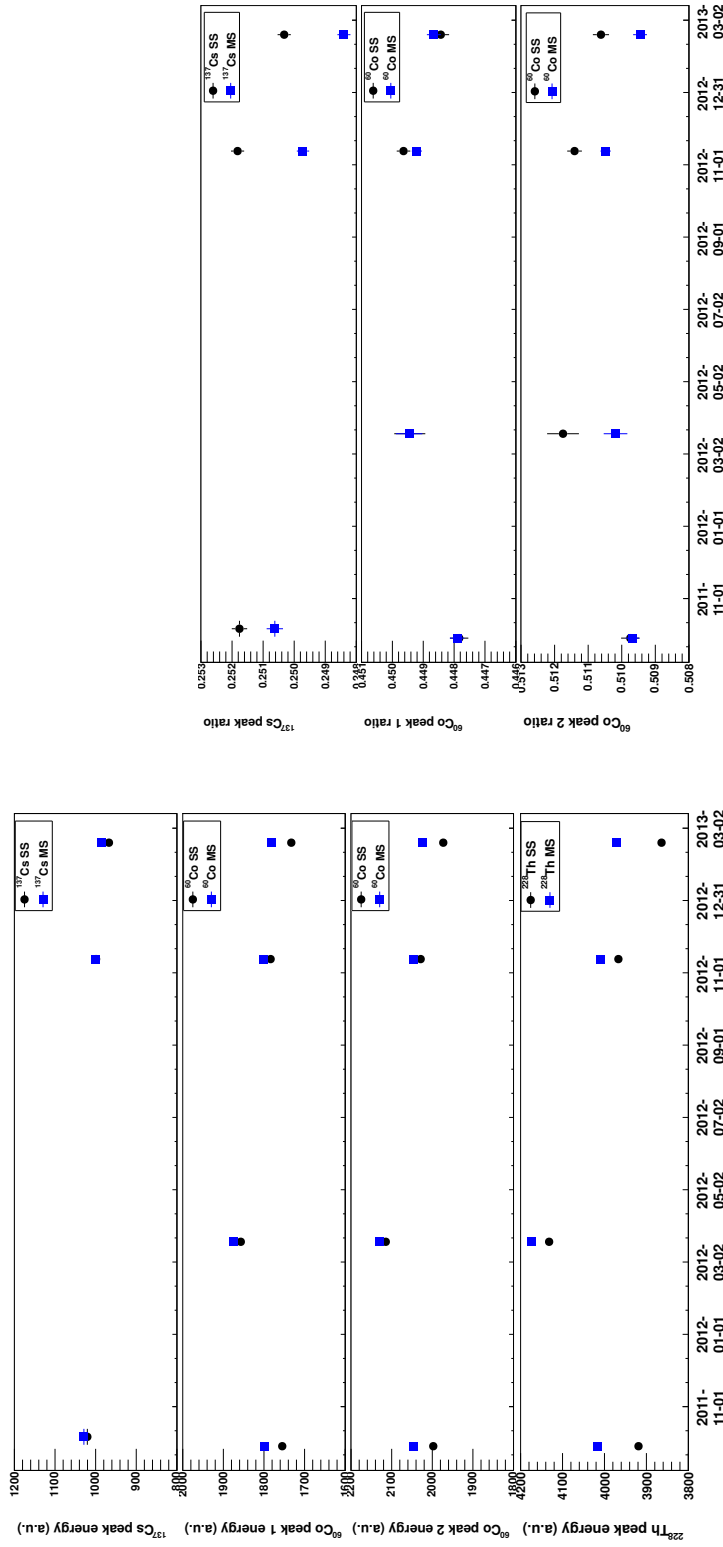 ¹³⁷Cs peak energy (a.u.)
1200
1000
¹³⁷Cs SS
¹³⁷Cs MS
⁶⁰Co peak 1 energy (a.u.)
1900
1800
1700
⁶⁰Co SS
⁶⁰Co MS
⁶⁰Co peak 2 energy (a.u.)
2100
2000
1900
⁶⁰Co SS
⁶⁰Co MS
²²⁸Th peak energy (a.u.)
4200
4100
4000
3900
3800
²²⁸Th SS
²²⁸Th MS
2011- 2012- 2012- 2012- 2012- 2012- 2012- 2012- 2013-
11-01 01-01 03-02 05-02 07-02 09-01 11-01 12-31 03-02
¹³⁷Cs peak ratio
0.253
0.252
0.251
0.250
0.249
¹³⁷Cs SS
¹³⁷Cs MS
⁶⁰Co peak 1 ratio
0.451
0.450
0.449
0.448
0.447
0.446
⁶⁰Co SS
⁶⁰Co MS
⁶⁰Co peak 2 ratio
0.513
0.512
0.511
0.510
0.509
0.508
⁶⁰Co SS
⁶⁰Co MS
2011- 2012- 2012- 2012- 2012- 2012- 2012- 2012- 2013-
11-01 01-01 03-02 05-02 07-02 09-01 11-01 12-31 03-02